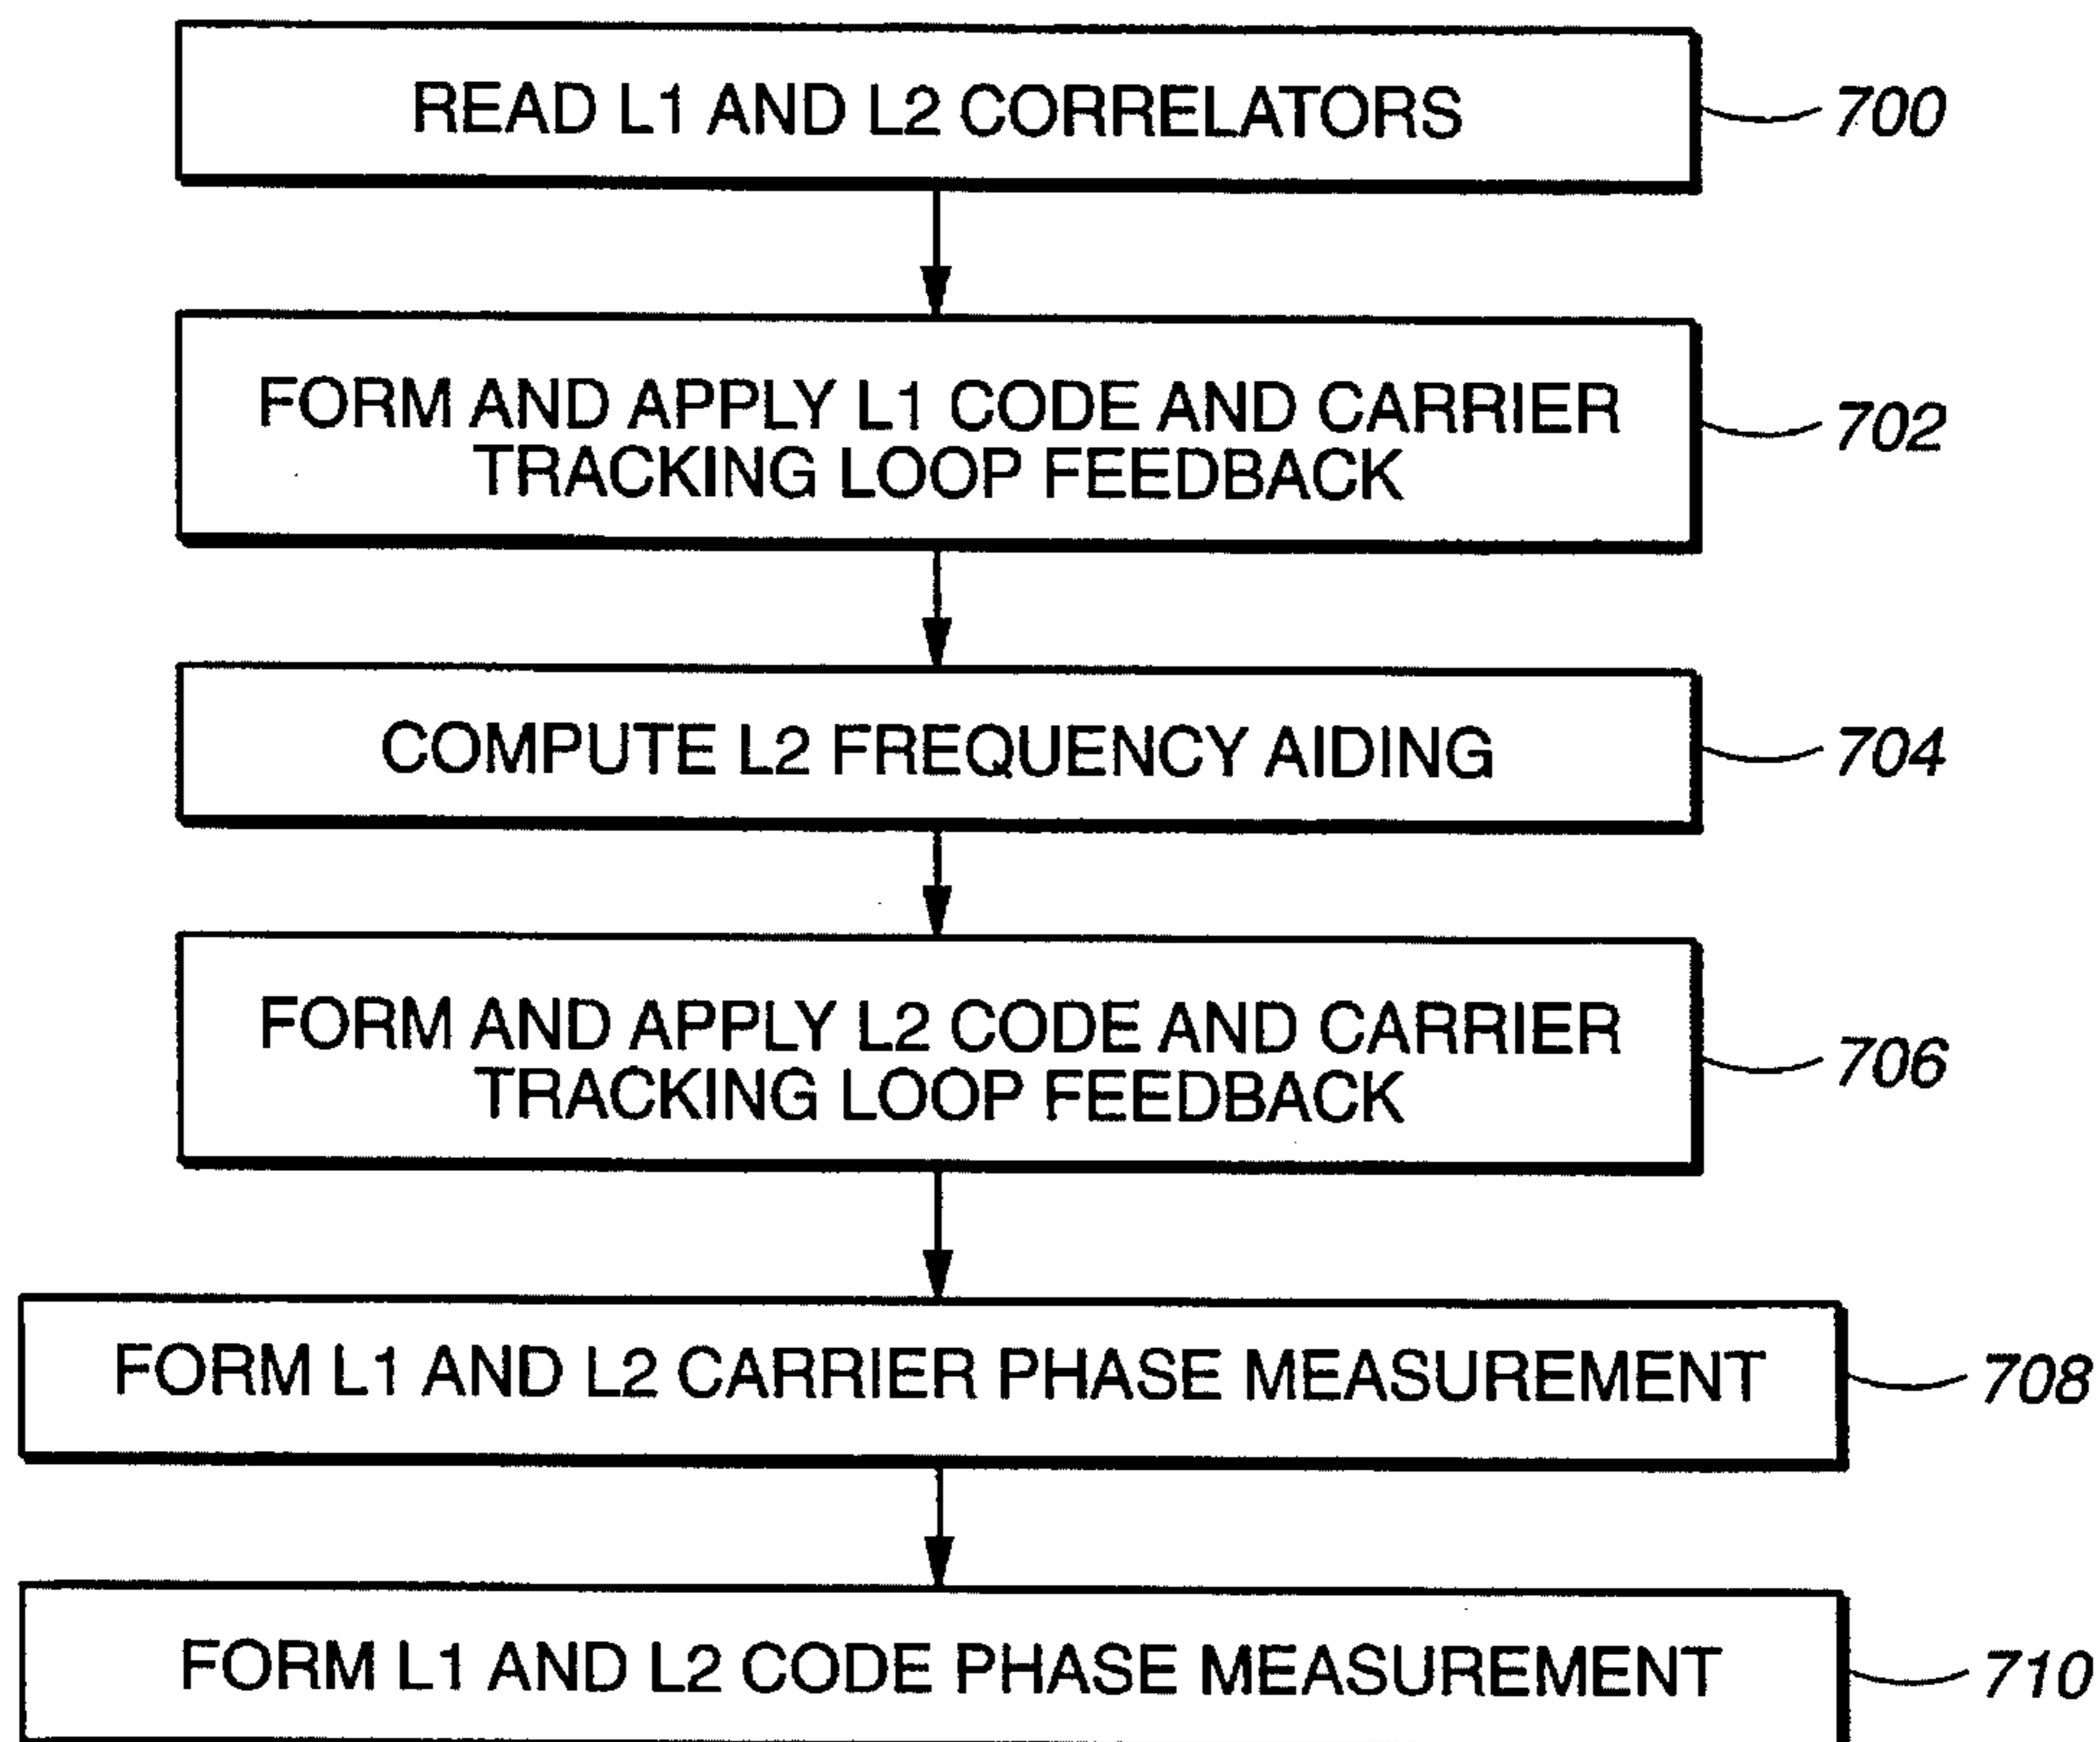 READ L1 AND L2 CORRELATORS
700
FORM AND APPLY L1 CODE AND CARRIER
TRACKING LOOP FEEDBACK
702
COMPUTE L2 FREQUENCY AIDING
704
FORM AND APPLY L2 CODE AND CARRIER
TRACKING LOOP FEEDBACK
706
FORM L1 AND L2 CARRIER PHASE MEASUREMENT
708
FORM L1 AND L2 CODE PHASE MEASUREMENT
710